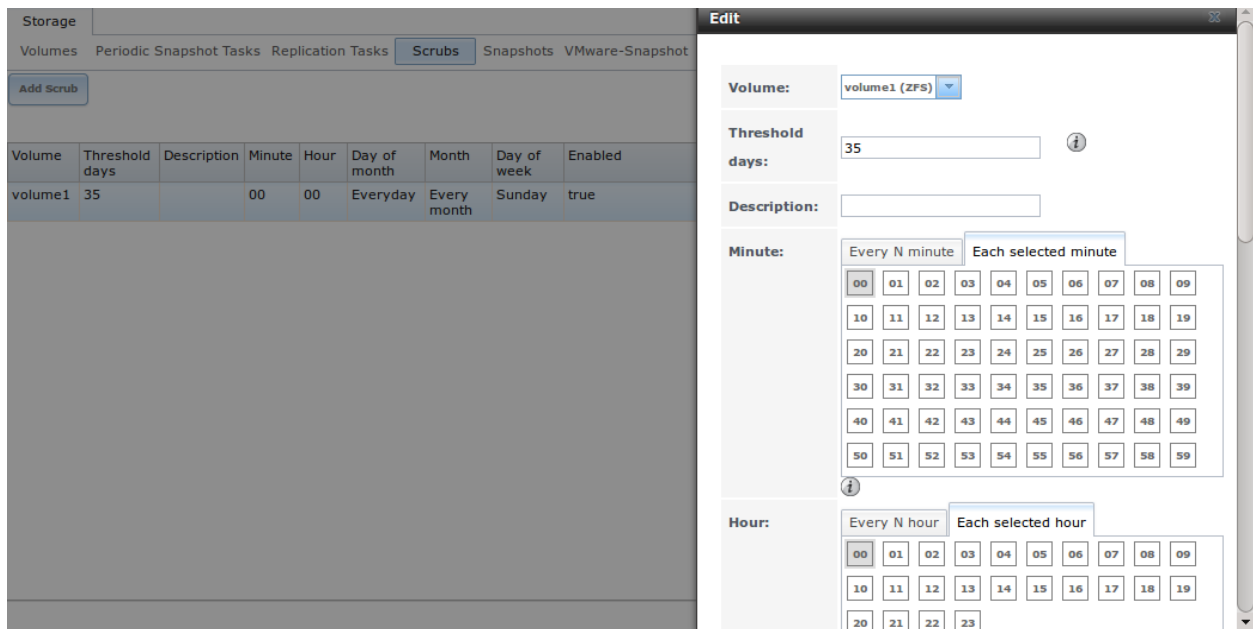 Storage
Volumes Periodic Snapshot Tasks Replication Tasks Scrubs Snapshots VMware-Snapshot
Add Scrub
Volume Threshold days Description Minute Hour Day of month Month Day of week Enabled
volume1 35 00 00 Everyday Every month Sunday true
Edit
Volume: volume1 (ZFS)
Threshold days: 35
Description:
Minute: Every N minute Each selected minute
00 01 02 03 04 05 06 07 08 09
10 11 12 13 14 15 16 17 18 19
20 21 22 23 24 25 26 27 28 29
30 31 32 33 34 35 36 37 38 39
40 41 42 43 44 45 46 47 48 49
50 51 52 53 54 55 56 57 58 59
i
Hour: Every N hour Each selected hour
00 01 02 03 04 05 06 07 08 09
10 11 12 13 14 15 16 17 18 19
20 21 22 23